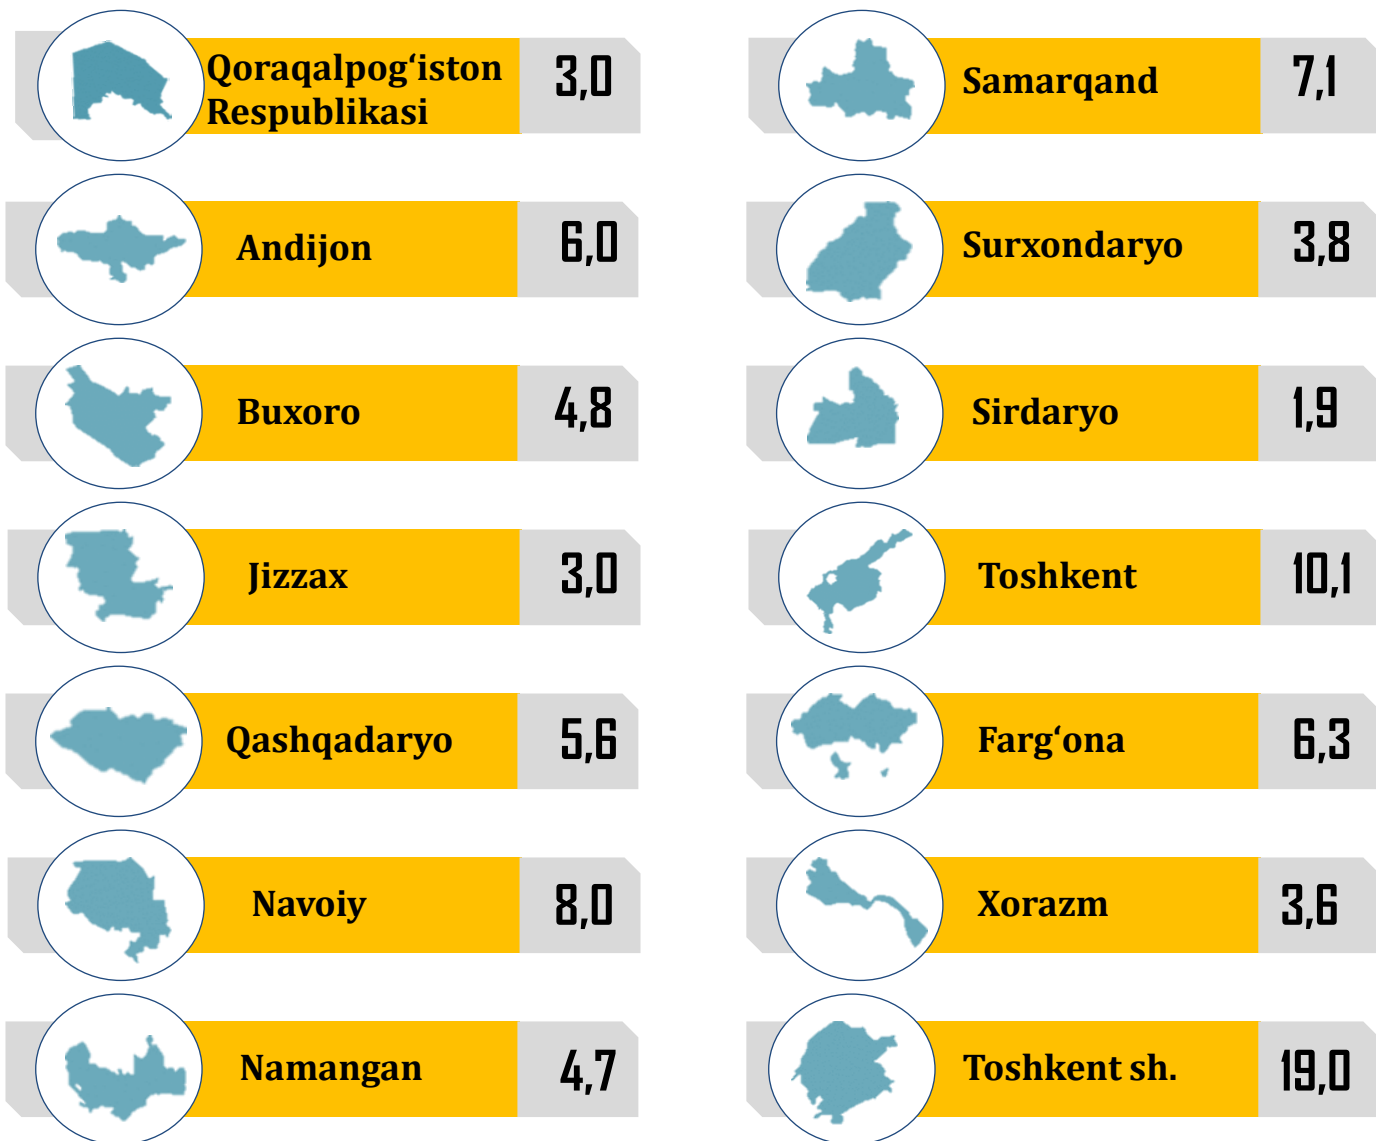 Qoraqalpog‘iston
Respublikasi
3,0
Andijon
6,0
Buxoro
4,8
Jizzax
3,0
Qashqadaryo
5,6
Navoiy
8,0
Namangan
4,7
Samarqand
7,1
Surxondaryo
3,8
Sirdaryo
1,9
Toshkent
10,1
Farg‘ona
6,3
Xorazm
3,6
Toshkent sh.
19,0